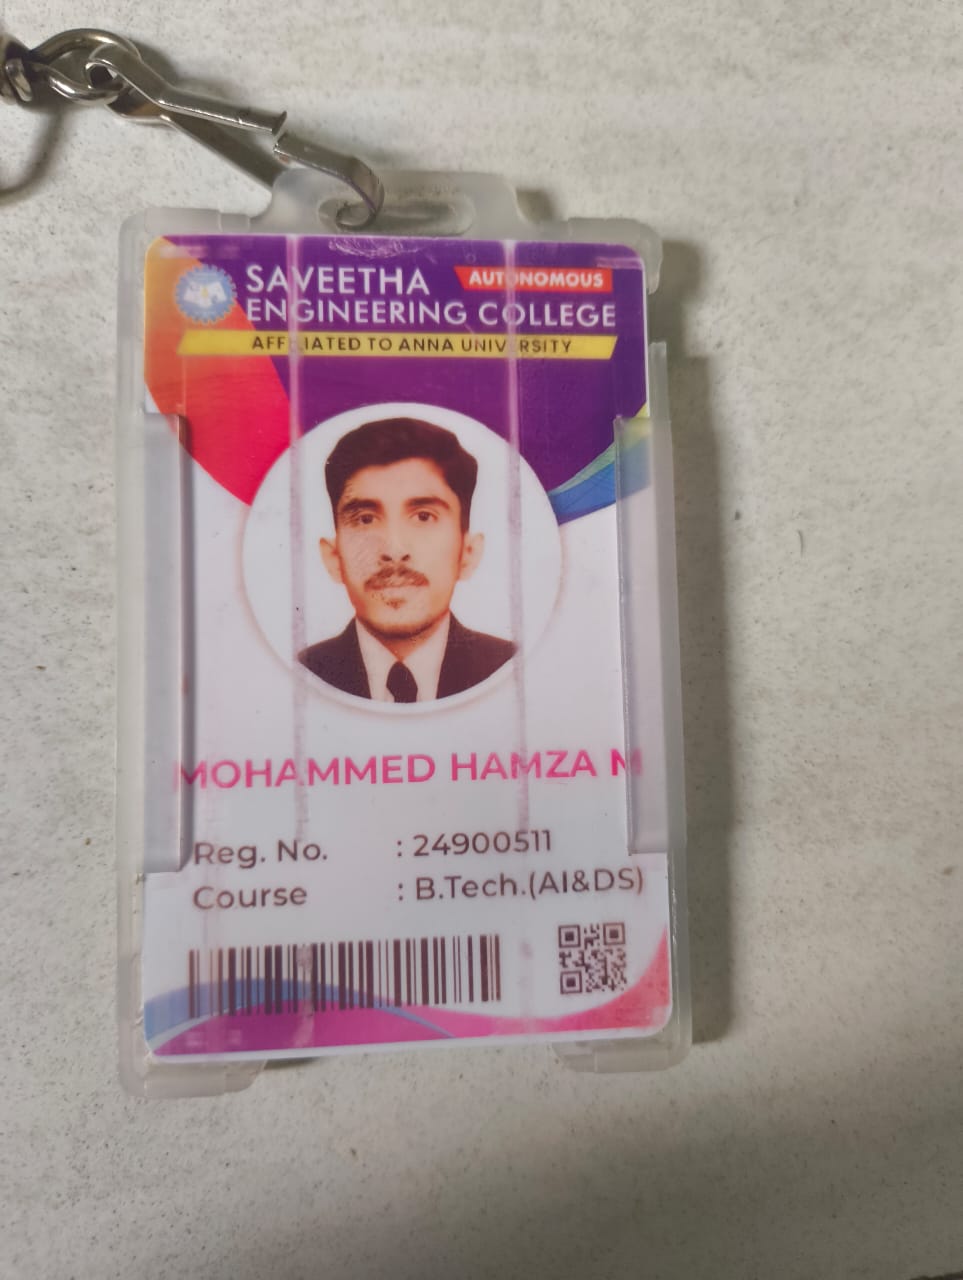 SAVEETHA
AUTONOMOUS
ENGINEERING COLLEGE
AFFILIATED TO ANNA UNIVERSITY
MOHAMMED HAMZA M
Reg. No. : 24900511
Course : B.Tech.(AI&DS)